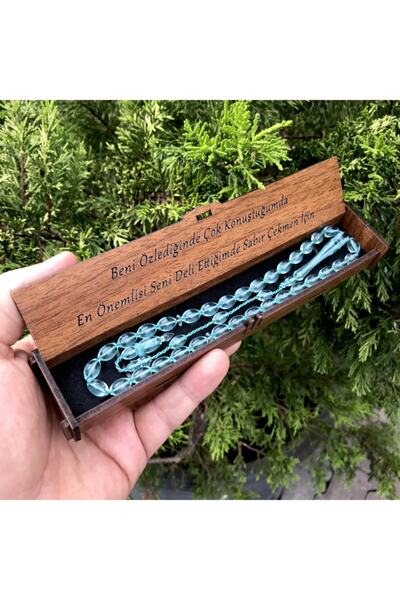 Beni Özlediğinde Çok Konuştuğumda
En Önemlisi Seni Deli Ettiğimde Sabır Çekmen İçin